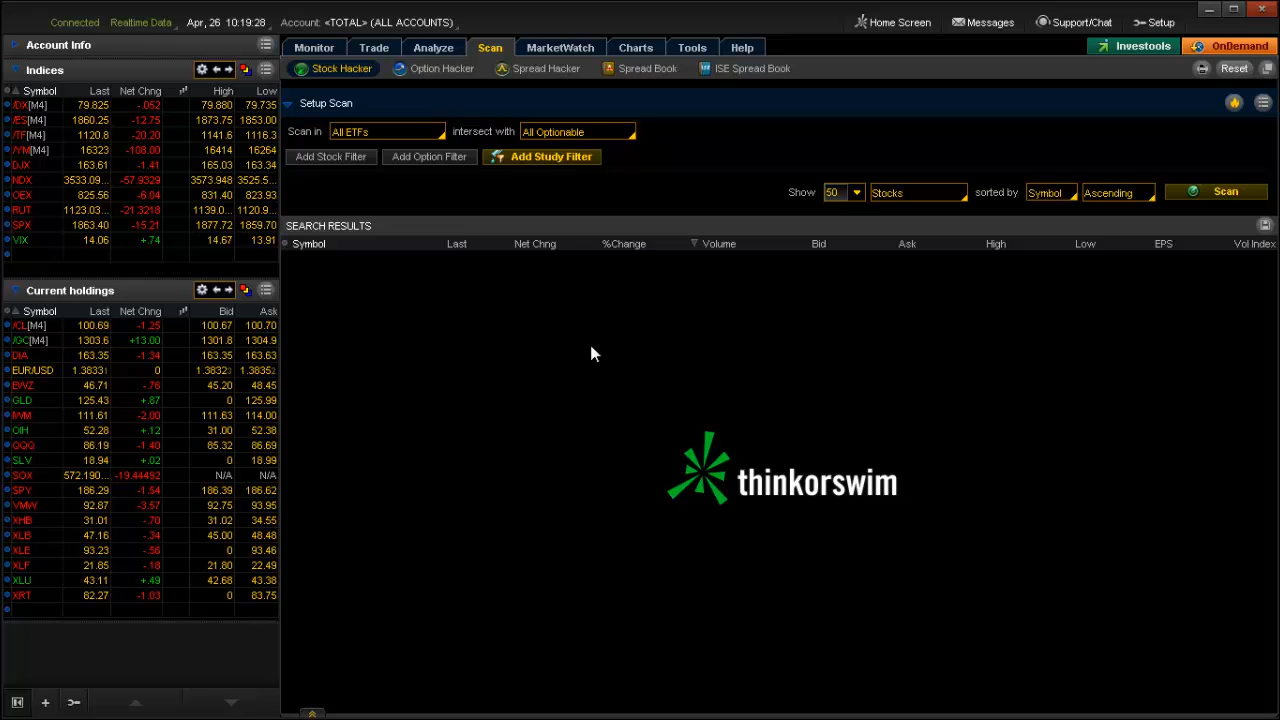 Connected Realtime Data Apr, 26 10:19:28 Account: <TOTAL> (ALL ACCOUNTS) Home Screen Messages Support/Chat Setup
Account Info
Monitor Trade Analyze Scan MarketWatch Charts Tools Help Investools OnDemand
Indices
Stock Hacker Option Hacker Spread Hacker Spread Book ISE Spread Book Reset
Symbol Last Net Chng High Low
/DX[M4] 79.825 -.052 79.880 79.735
/ES[M4] 1860.25 -12.75 1873.75 1853.00
/TF[M4] 1120.8 -20.20 1141.6 1116.3
/YM[M4] 16323 -108.00 16414 16264
DJX 163.61 -1.41 165.03 163.34
NDX 3533.09... -57.9329 3573.948 3525.5...
OEX 825.56 -6.04 831.40 823.93
RUT 1123.03... -21.3218 1139.0... 1120.9...
SPX 1863.40 -15.21 1877.72 1859.70
VIX 14.06 +.74 14.67 13.91
Setup Scan
Scan in All ETFs intersect with All Optionable
Add Stock Filter Add Option Filter Add Study Filter
Show 50 Stocks sorted by Symbol Ascending Scan
SEARCH RESULTS
Symbol Last Net Chng %Change Volume Bid Ask High Low EPS Vol Index
Current holdings
Symbol Last Net Chng Bid Ask
/CL[M4] 100.69 -1.25 100.67 100.70
/GC[M4] 1303.6 +13.00 1301.8 1304.9
DIA 163.35 -1.34 163.35 163.63
EUR/USD 1.38331 0 1.38323 1.38352
EWZ 46.71 -.76 45.20 48.45
GLD 125.43 +.87 0 125.99
IWM 111.61 -2.00 111.63 114.00
OIH 52.28 +.12 31.00 52.38
QQQ 86.19 -1.40 85.32 86.69
SLV 18.94 +.02 0 18.99
SOX 572.190... -19.44492 N/A N/A
SPY 186.29 -1.54 186.39 186.62
VMW 92.87 -3.57 92.75 93.95
XHB 31.01 -.70 31.02 34.55
XLB 47.16 -.34 45.00 48.48
XLE 93.23 -.56 0 93.46
XLF 21.85 -.18 21.80 22.49
XLU 43.11 +.49 42.68 43.38
XRT 82.27 -1.03 0 83.75
thinkorswim